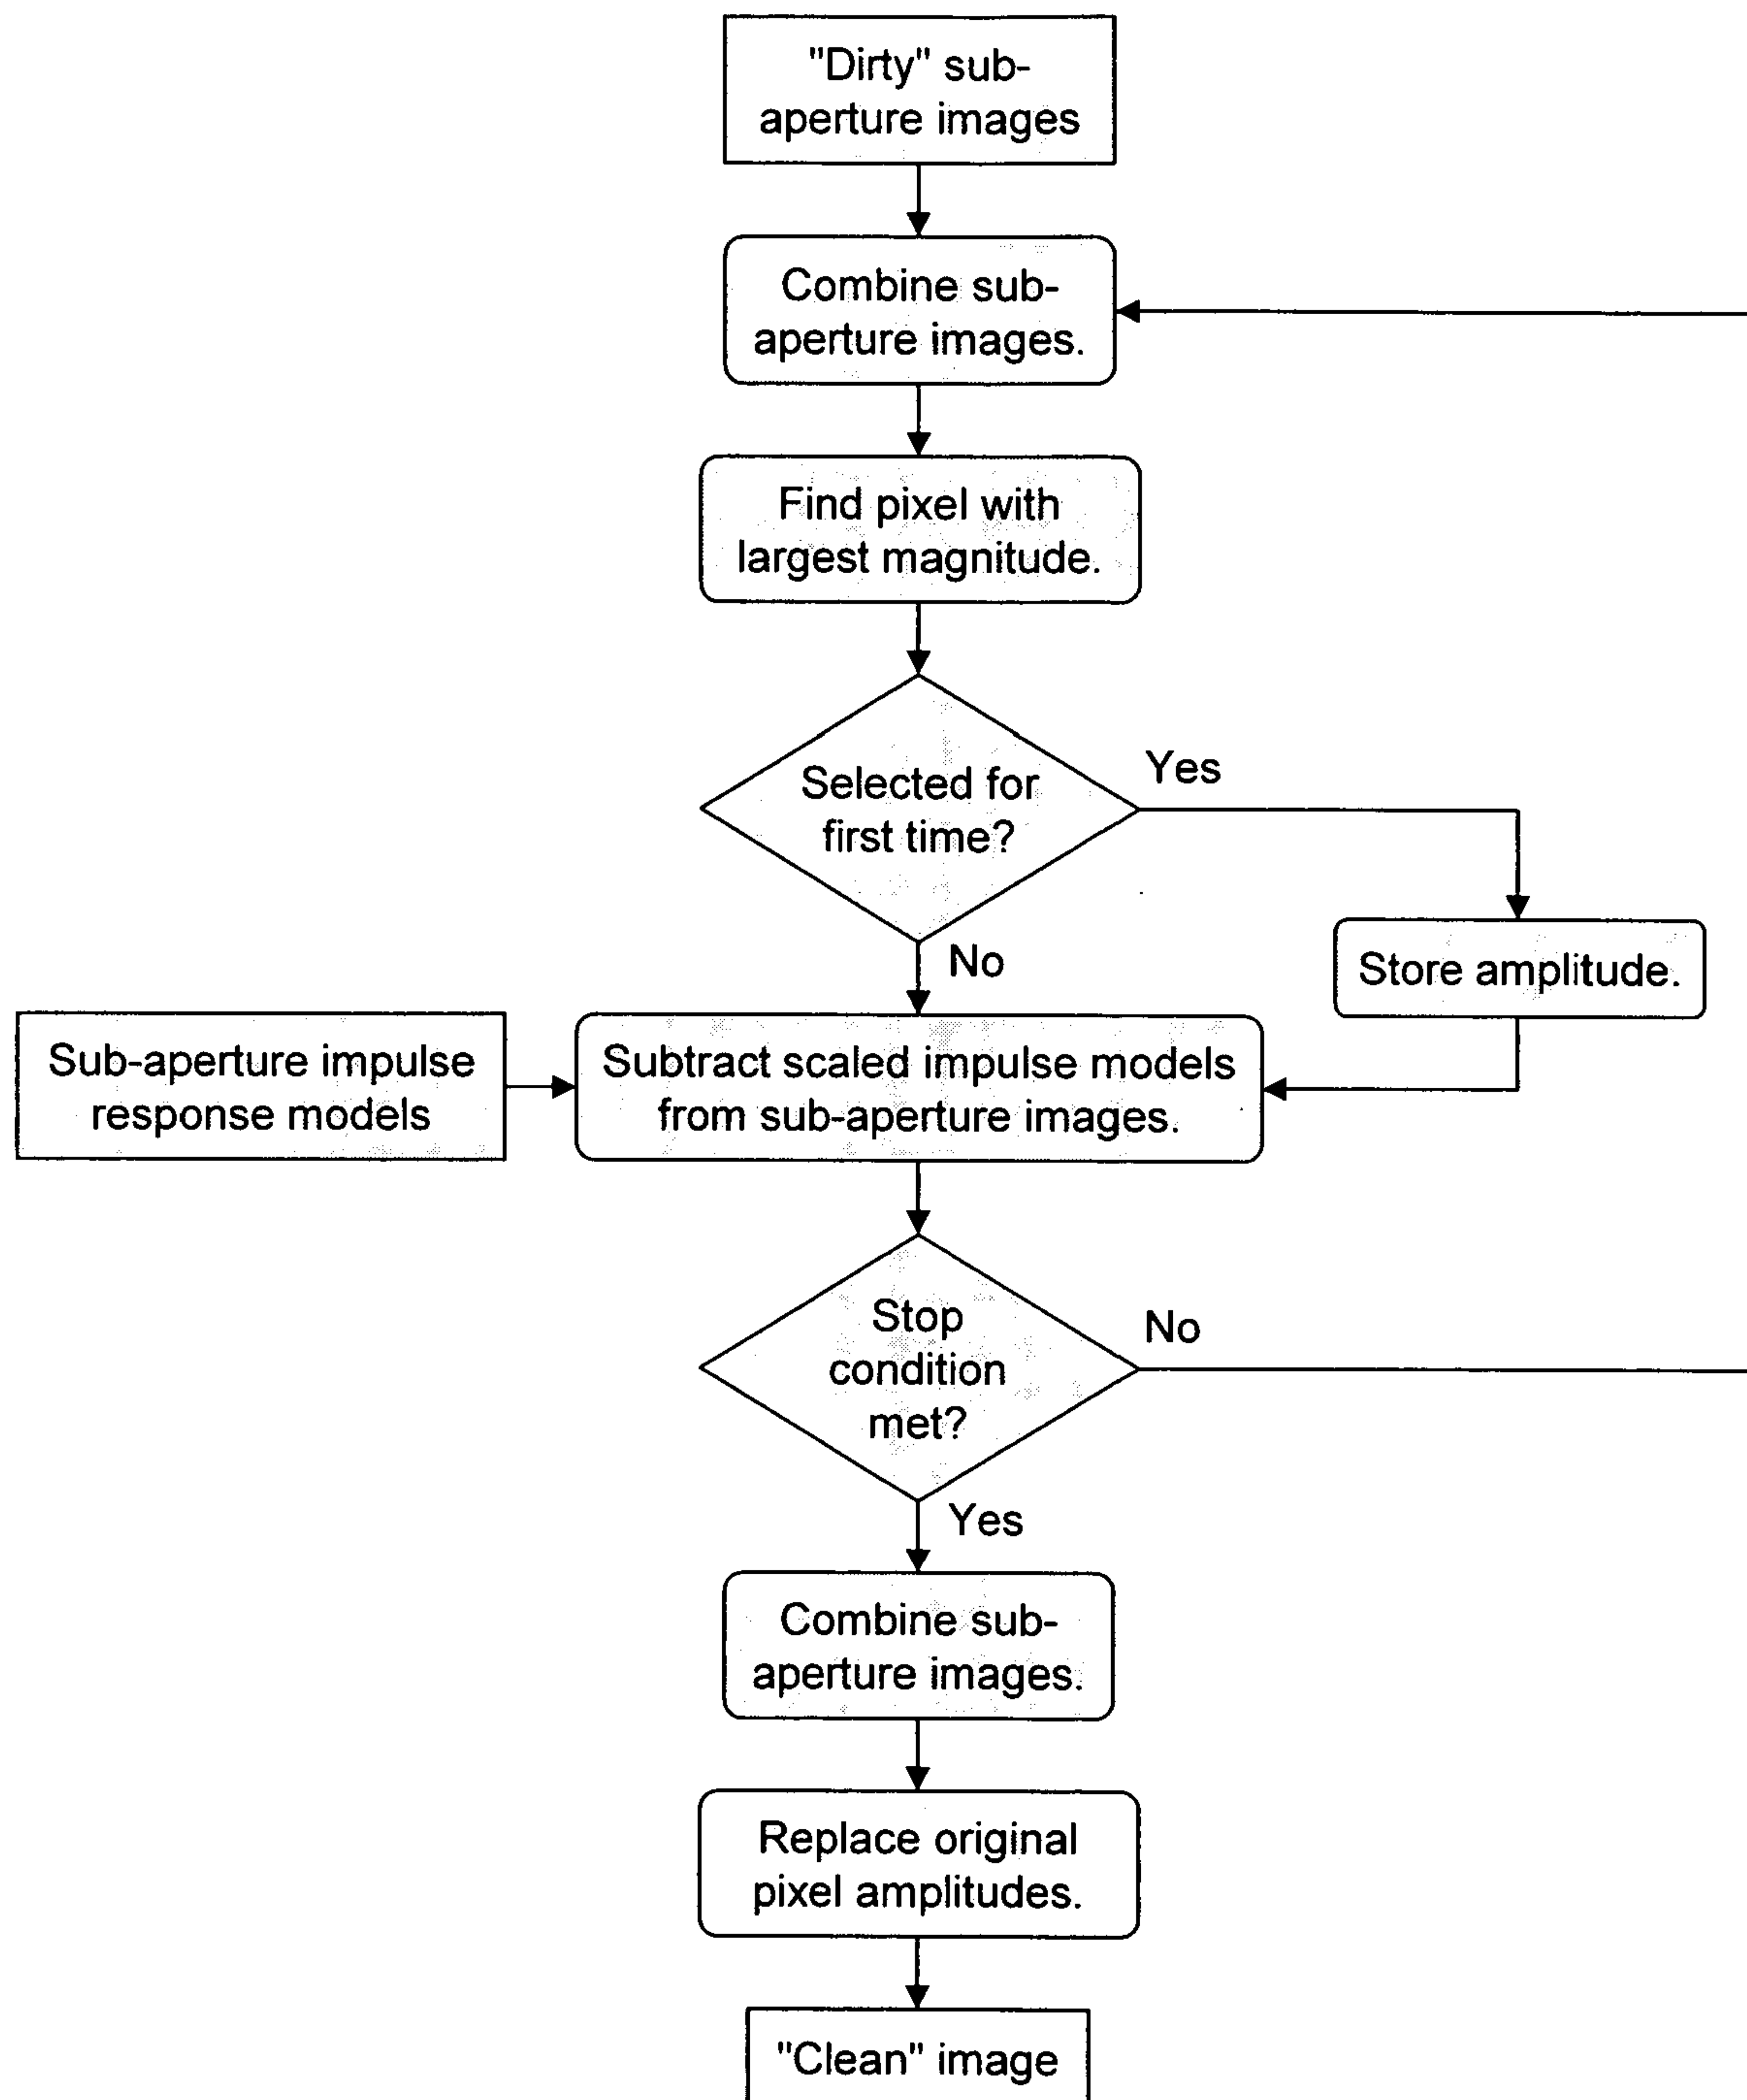 "Dirty" sub-
aperture images
Combine sub-
aperture images.
Find pixel with
largest magnitude.
Selected for
first time?
Yes
No
Store amplitude.
Sub-aperture impulse
response models
Subtract scaled impulse models
from sub-aperture images.
Stop
condition
met?
No
Yes
Combine sub-
aperture images.
Replace original
pixel amplitudes.
"Clean" image